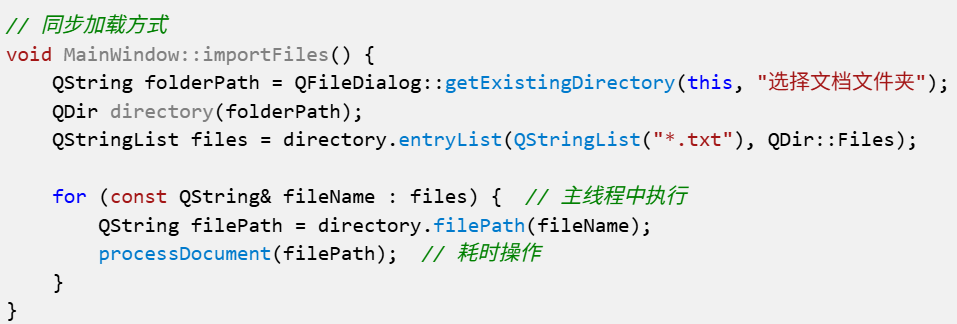 // 同步加载方式
void MainWindow::importFiles() {
    QString folderPath = QFileDialog::getExistingDirectory(this, "选择文档文件夹");
    QDir directory(folderPath);
    QStringList files = directory.entryList(QStringList("*.txt"), QDir::Files);

    for (const QString& fileName : files) {  // 主线程中执行
        QString filePath = directory.filePath(fileName);
        processDocument(filePath);  // 耗时操作
    }
}